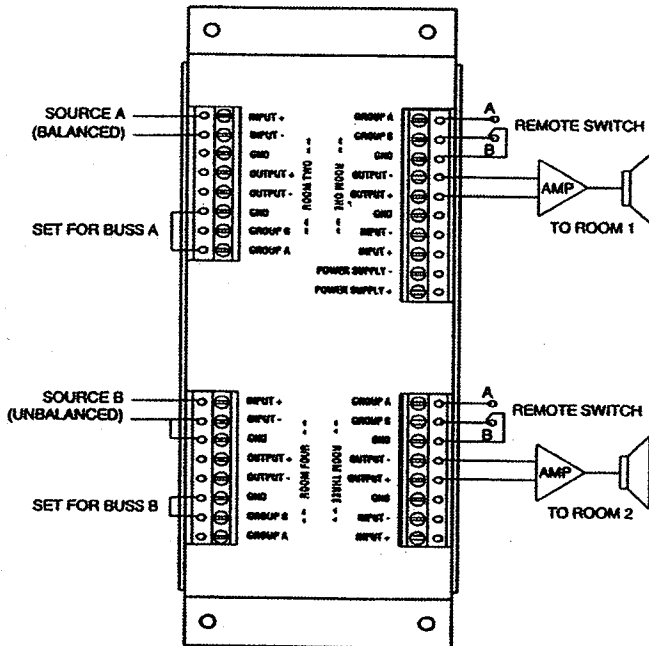 SOURCE A
(BALANCED)
SET FOR BUSS A
INPUT +
INPUT -
GND
OUTPUT +
OUTPUT -
GND
GROUP B
GROUP A
ROOM TWO
ROOM ONE
GROUP A
GROUP B
GND
OUTPUT -
OUTPUT +
GND
INPUT -
INPUT +
POWER SUPPLY -
POWER SUPPLY +
A
B
REMOTE SWITCH
AMP
TO ROOM 1
SOURCE B
(UNBALANCED)
SET FOR BUSS B
INPUT +
INPUT -
GND
OUTPUT +
OUTPUT -
GND
GROUP B
GROUP A
ROOM FOUR
ROOM THREE
GROUP A
GROUP B
GND
OUTPUT -
OUTPUT +
GND
INPUT -
INPUT +
A
B
REMOTE SWITCH
AMP
TO ROOM 2